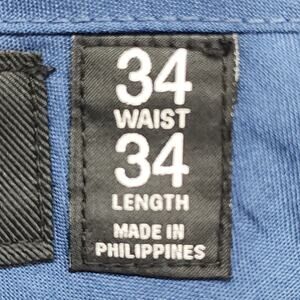 34
WAIST
34
LENGTH
MADE IN
PHILIPPINES